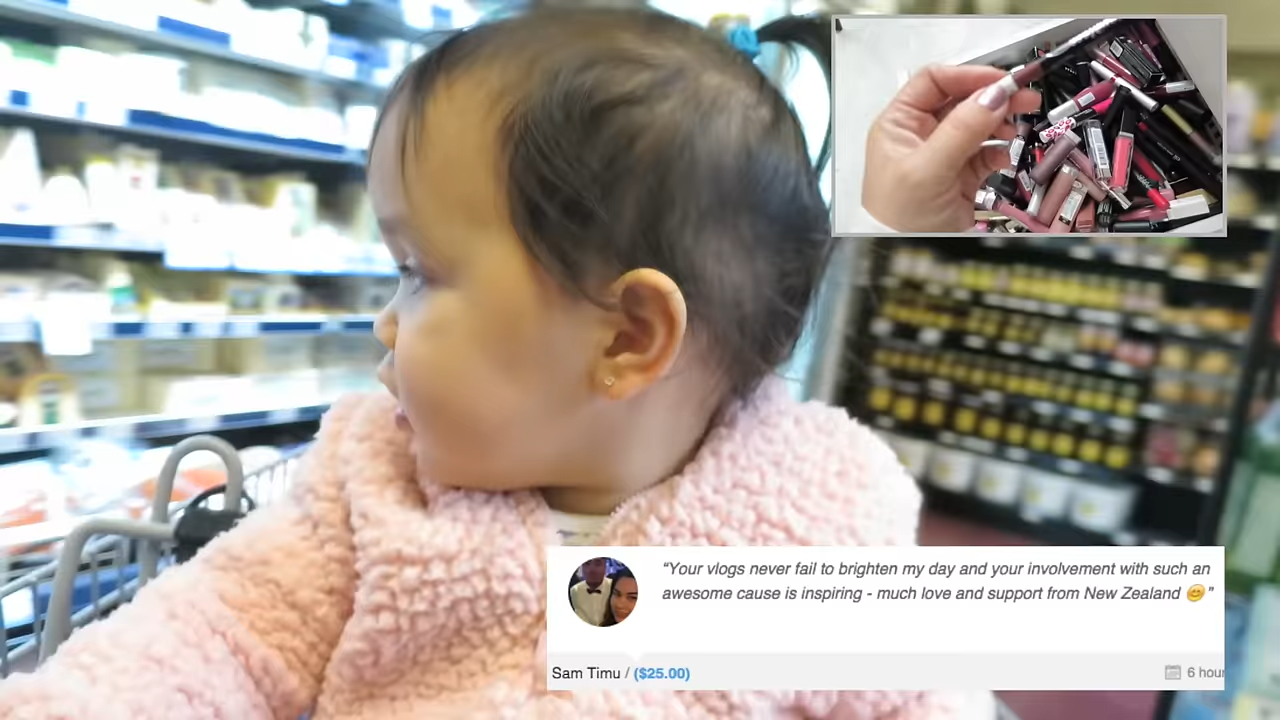 “Your vlogs never fail to brighten my day and your involvement with such an
awesome cause is inspiring - much love and support from New Zealand 😊”
Sam Timu / ($25.00)
6 hour